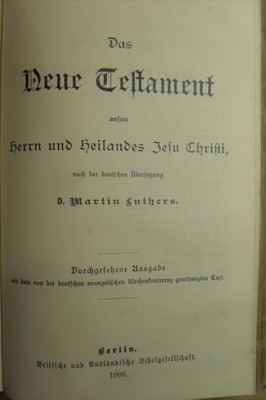 Das
Neue Testament
unsers
Herrn und Heilandes Jesu Christi,
nach der deutschen Übersetzung
D. Martin Luthers.
Durchgesehene Ausgabe
mit dem von der deutschen evangelischen Kirchenkonferenz genehmigten Text.
Berlin.
Britische und Ausländische Bibelgesellschaft.
1900.